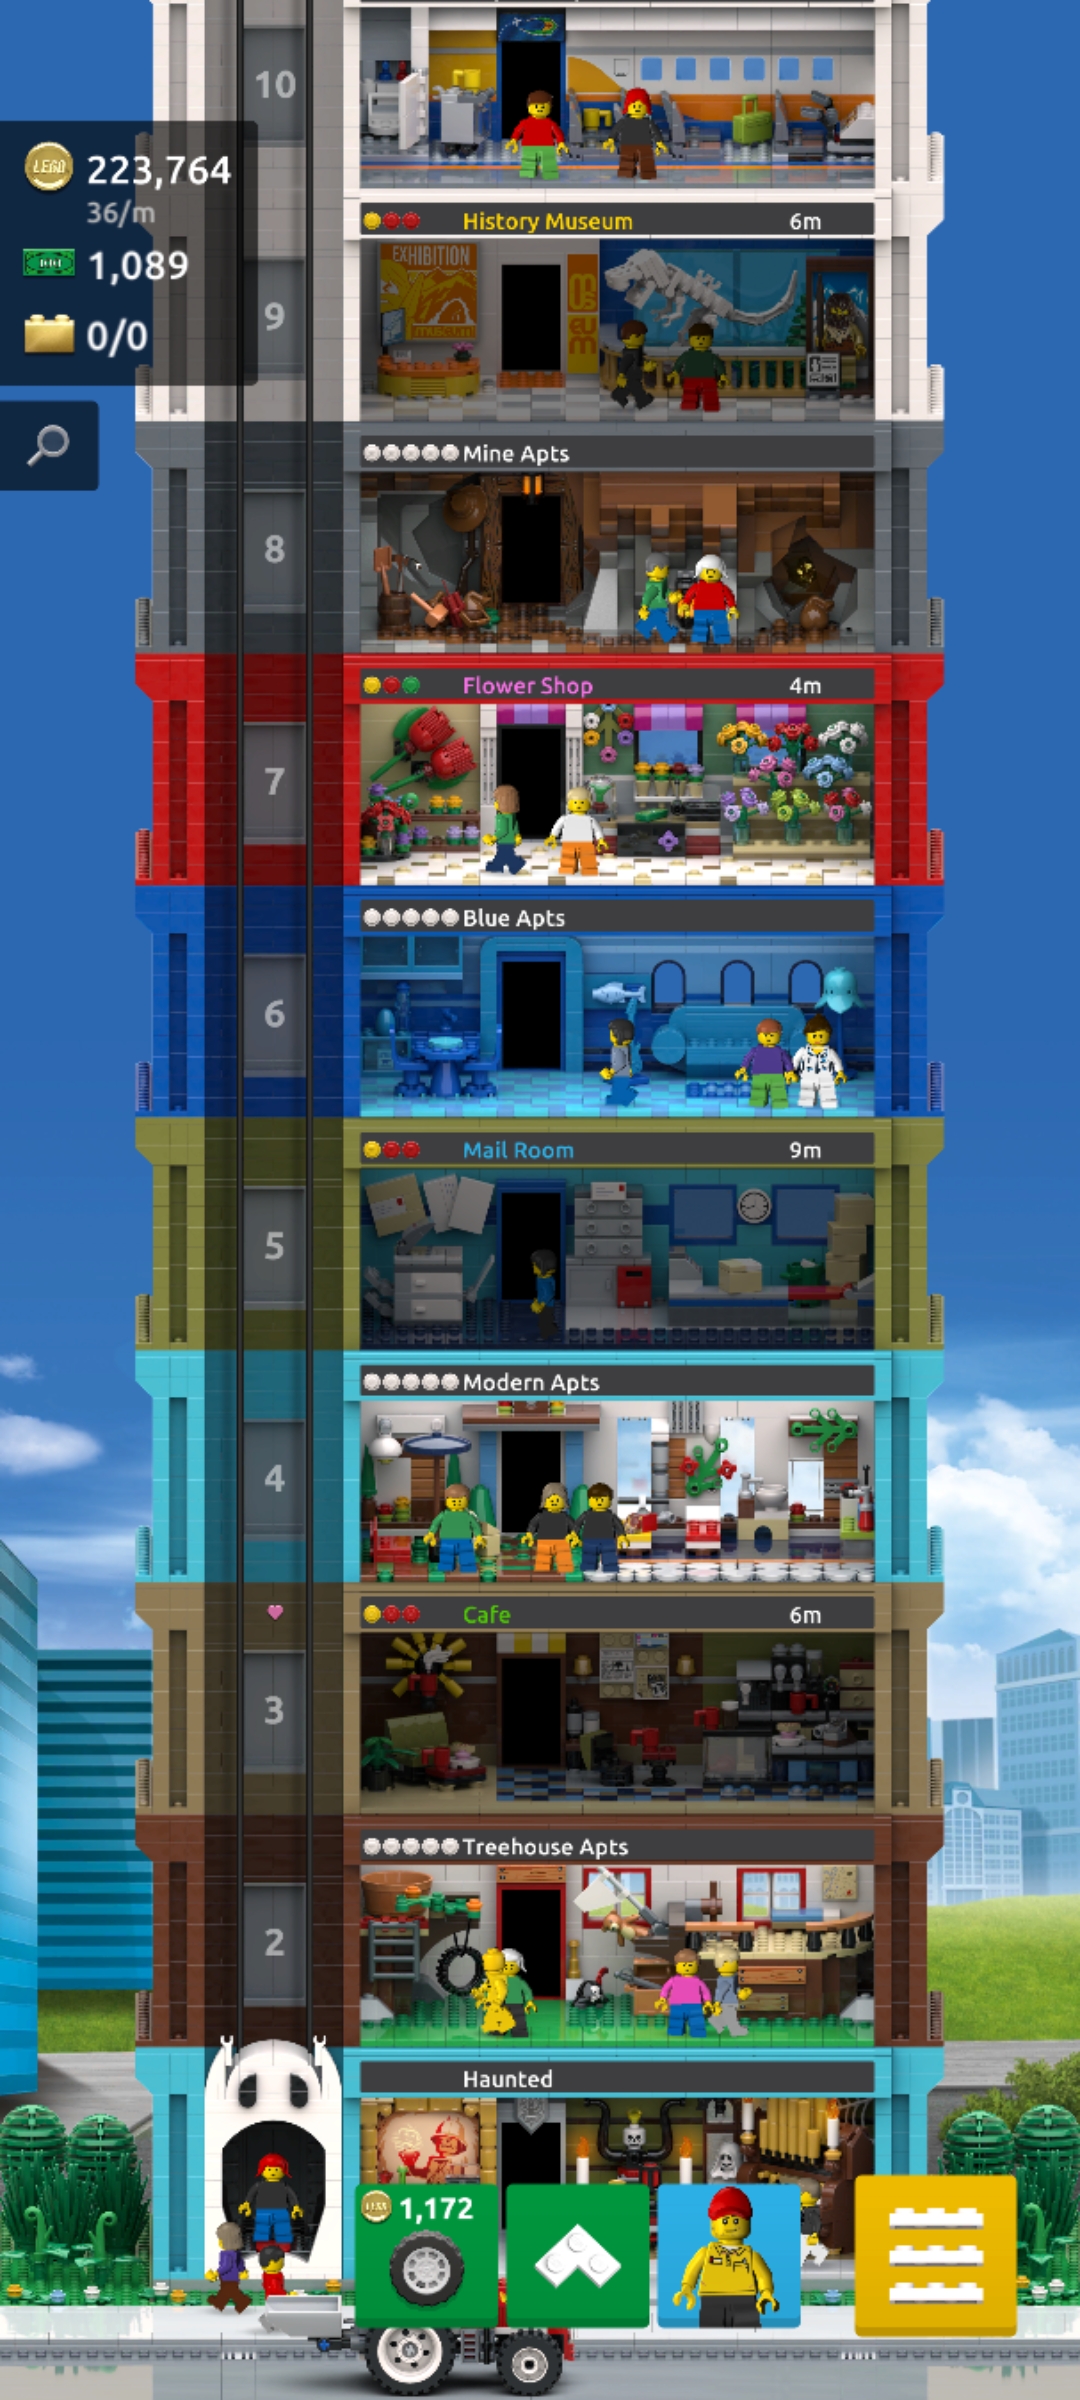 10
LEGO 223,764
36/m
1,089
0/0
History Museum 6m
EXHIBITION
MUSEUM
9
Mine Apts
8
Flower Shop 4m
7
Blue Apts
6
Mail Room 9m
5
Modern Apts
4
Cafe 6m
3
Treehouse Apts
2
Haunted
1,172